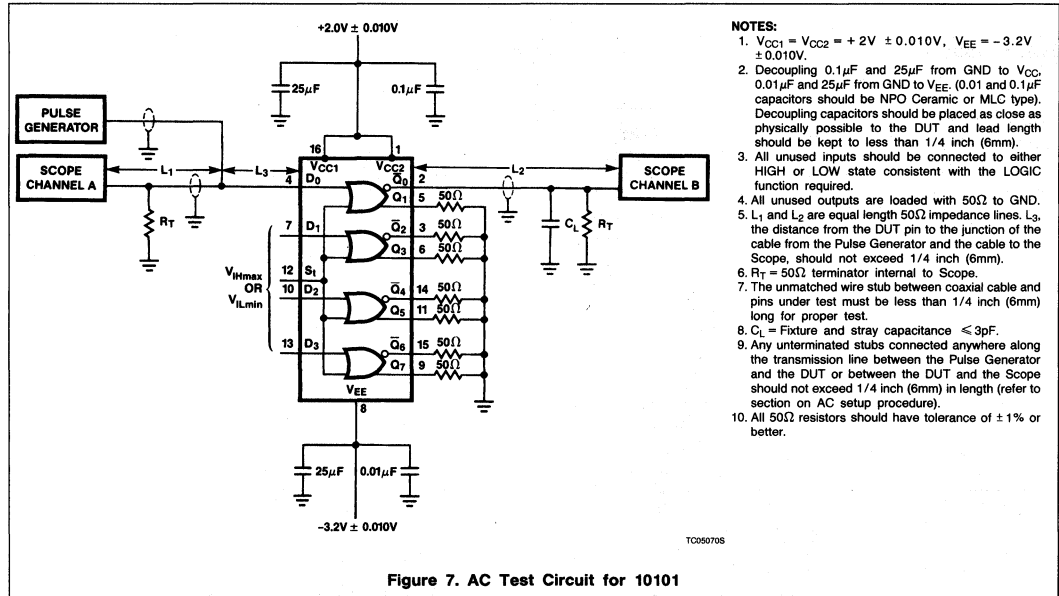 +2.0V ± 0.010V
25μF
0.1μF
PULSE
GENERATOR
SCOPE
CHANNEL A
L1
L3
RT
16
1
VCC1
VCC2
4
D0
Q̅0
2
Q1
5
50Ω
L2
SCOPE
CHANNEL B
CL
RT
7
D1
Q̅2
3
50Ω
Q3
6
50Ω
VIHmax
OR
VILmin
12
St
10
D2
Q̅4
14
50Ω
Q5
11
50Ω
13
D3
Q̅6
15
50Ω
Q7
9
50Ω
VEE
8
25μF
0.01μF
−3.2V ± 0.010V
TC05070S
NOTES:
1. VCC1 = VCC2 = + 2V ± 0.010V, VEE = − 3.2V
± 0.010V.
2. Decoupling 0.1μF and 25μF from GND to VCC,
0.01μF and 25μF from GND to VEE. (0.01 and 0.1μF
capacitors should be NPO Ceramic or MLC type).
Decoupling capacitors should be placed as close as
physically possible to the DUT and lead length
should be kept to less than 1/4 inch (6mm).
3. All unused inputs should be connected to either
HIGH or LOW state consistent with the LOGIC
function required.
4. All unused outputs are loaded with 50Ω to GND.
5. L1 and L2 are equal length 50Ω impedance lines. L3,
the distance from the DUT pin to the junction of the
cable from the Pulse Generator and the cable to the
Scope, should not exceed 1/4 inch (6mm).
6. RT = 50Ω terminator internal to Scope.
7. The unmatched wire stub between coaxial cable and
pins under test must be less than 1/4 inch (6mm)
long for proper test.
8. CL = Fixture and stray capacitance ≤ 3pF.
9. Any unterminated stubs connected anywhere along
the transmission line between the Pulse Generator
and the DUT or between the DUT and the Scope
should not exceed 1/4 inch (6mm) in length (refer to
section on AC setup procedure).
10. All 50Ω resistors should have tolerance of ± 1% or
better.
Figure 7. AC Test Circuit for 10101